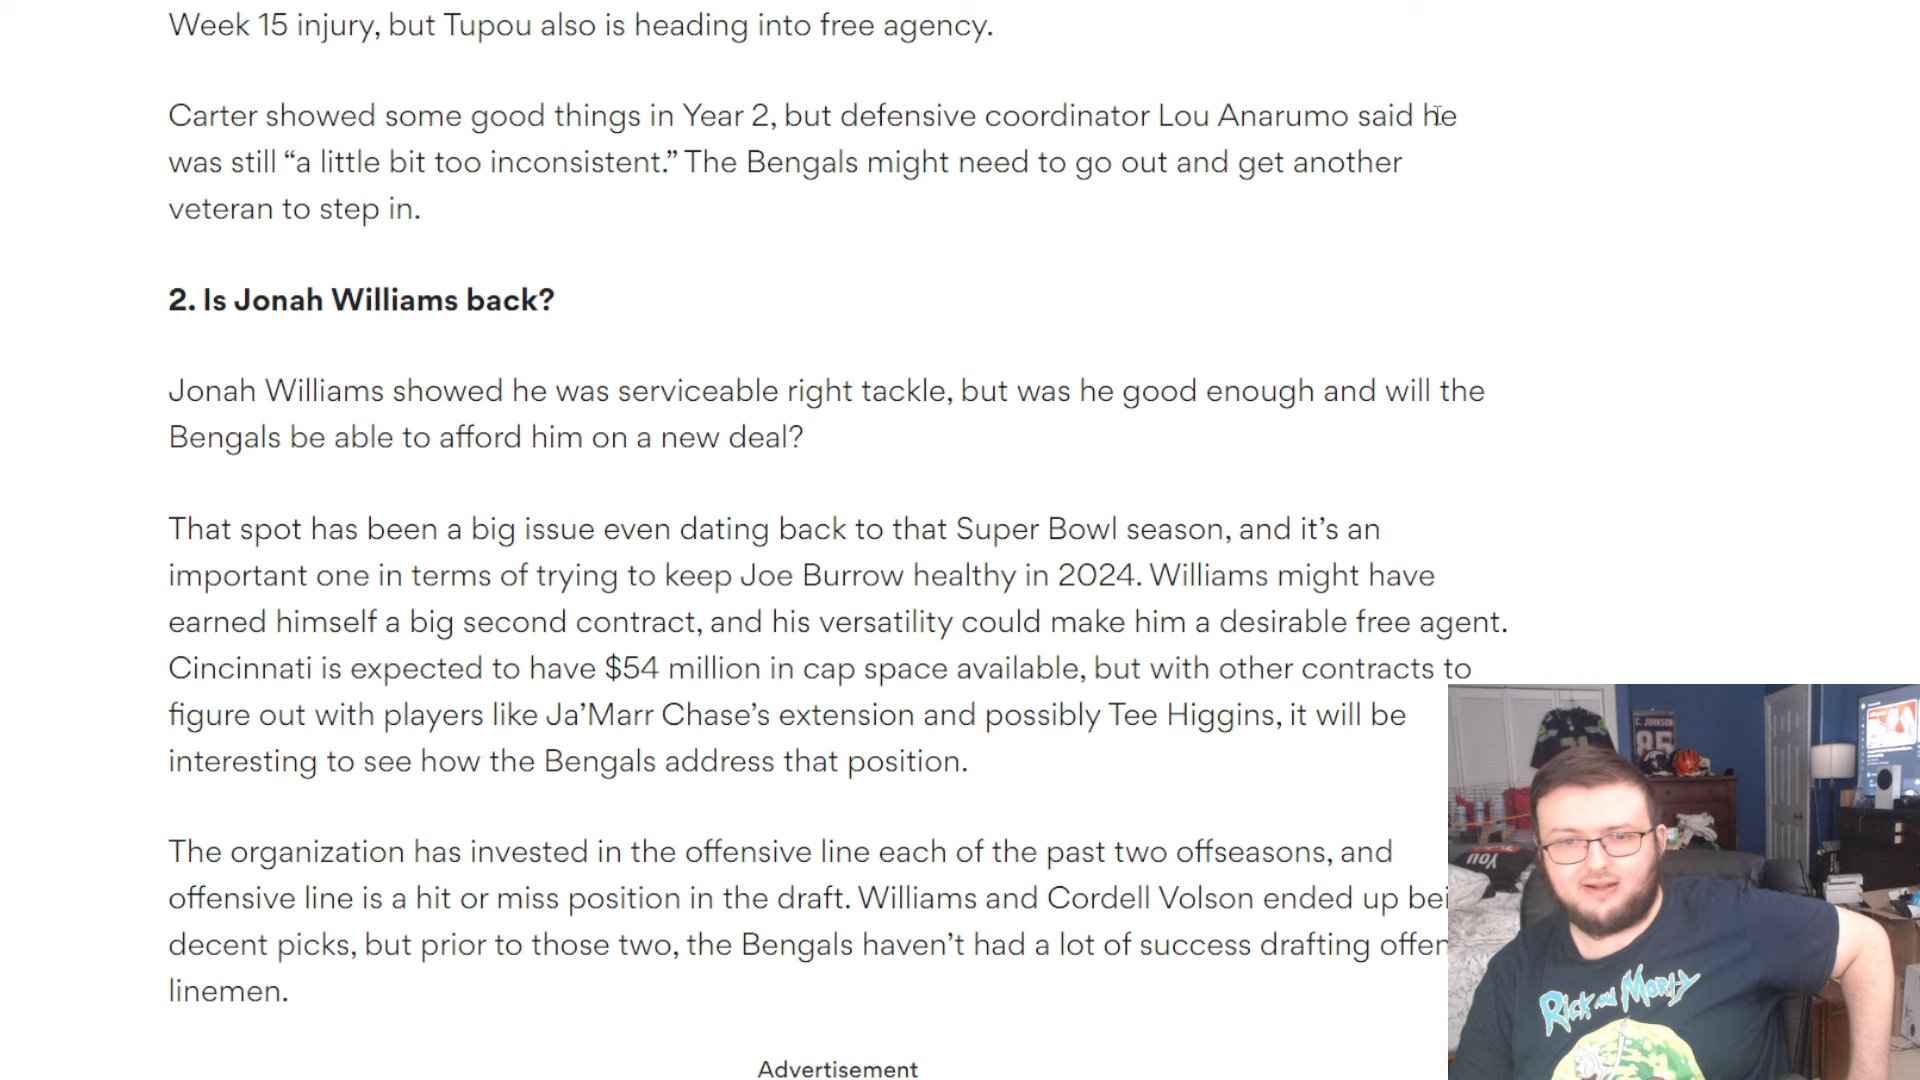 Week 15 injury, but Tupou also is heading into free agency.
Carter showed some good things in Year 2, but defensive coordinator Lou Anarumo said he
was still “a little bit too inconsistent.” The Bengals might need to go out and get another
veteran to step in.
2. Is Jonah Williams back?
Jonah Williams showed he was serviceable right tackle, but was he good enough and will the
Bengals be able to afford him on a new deal?
That spot has been a big issue even dating back to that Super Bowl season, and it’s an
important one in terms of trying to keep Joe Burrow healthy in 2024. Williams might have
earned himself a big second contract, and his versatility could make him a desirable free agent.
Cincinnati is expected to have $54 million in cap space available, but with other contracts to
figure out with players like Ja’Marr Chase’s extension and possibly Tee Higgins, it will be
interesting to see how the Bengals address that position.
The organization has invested in the offensive line each of the past two offseasons, and
offensive line is a hit or miss position in the draft. Williams and Cordell Volson ended up bei
decent picks, but prior to those two, the Bengals haven’t had a lot of success drafting offen
linemen.
Advertisement
C. JOHNSON
85
YOU
Rick and Morty